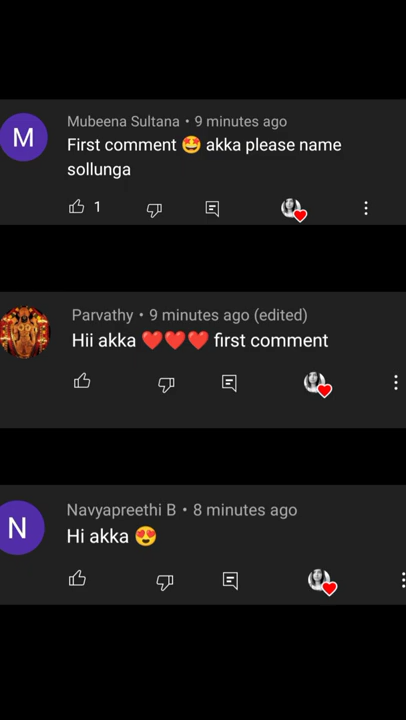 M
Mubeena Sultana • 9 minutes ago
First comment 🤩 akka please name
sollunga
1
Parvathy • 9 minutes ago (edited)
Hii akka ❤️❤️❤️ first comment
N
Navyapreethi B • 8 minutes ago
Hi akka 😍